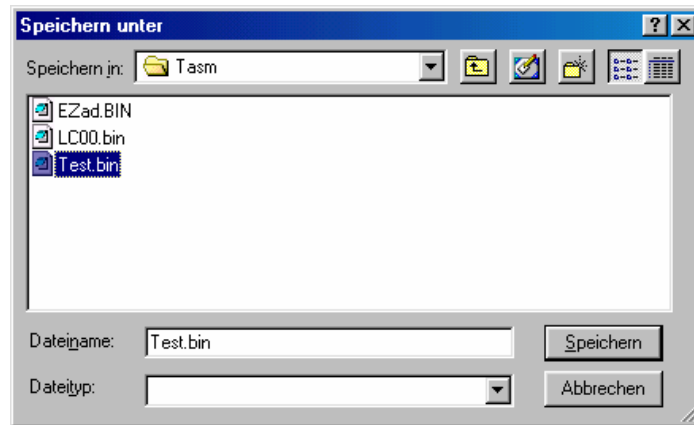 Speichern unter
Speichern in: Tasm
EZad.BIN
LC00.bin
Test.bin
Dateiname: Test.bin Speichern
Dateityp: Abbrechen